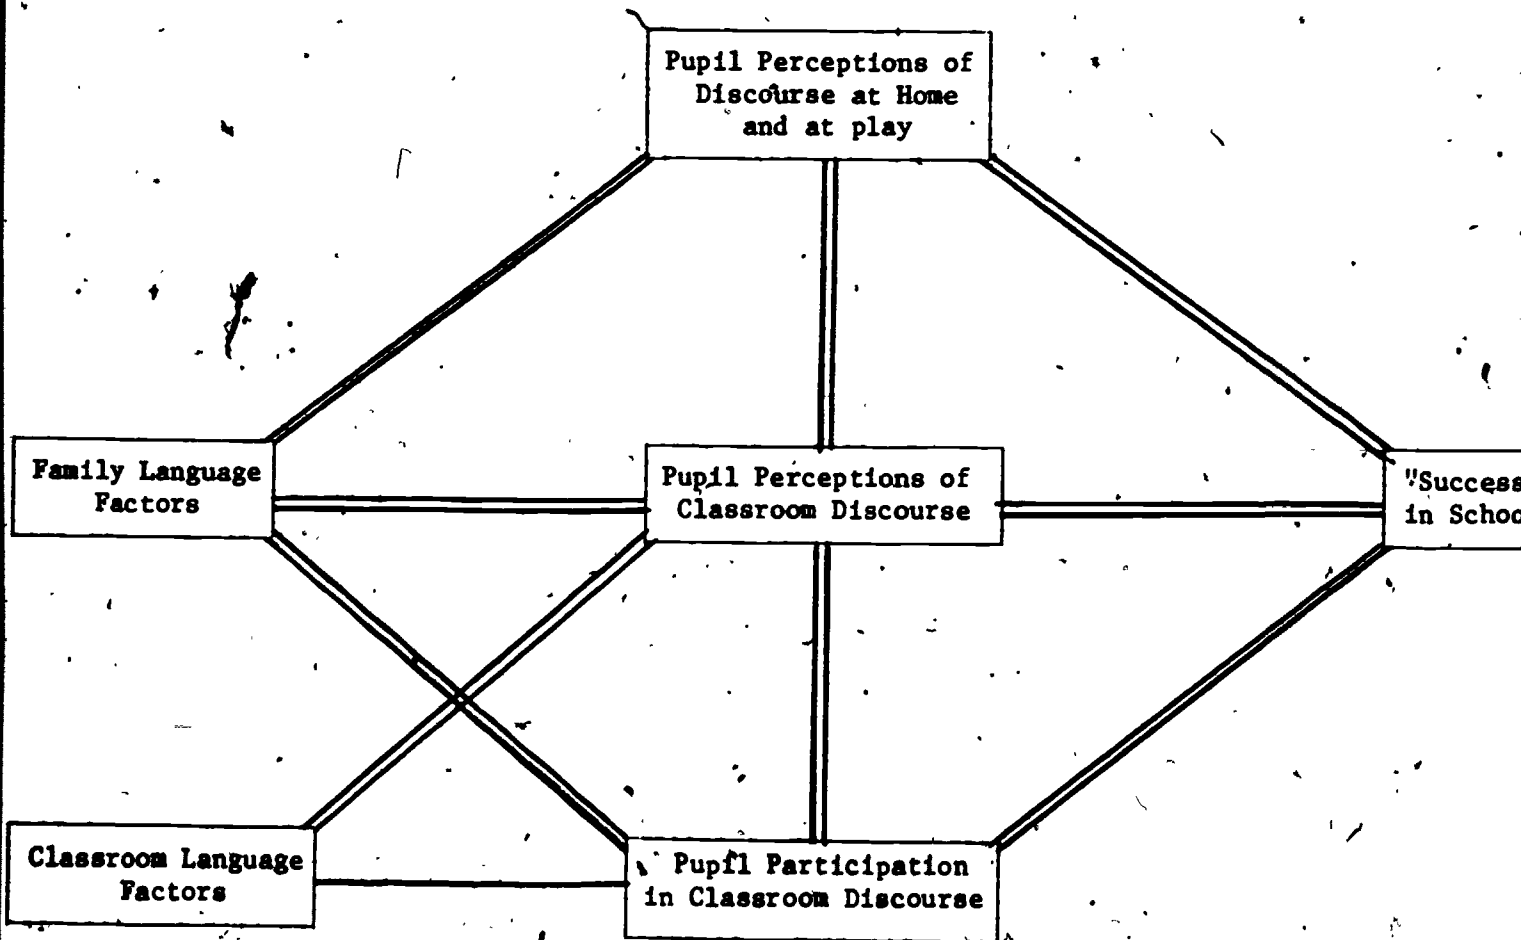 Pupil Perceptions of
Discourse at Home
and at play
Family Language
Factors
Pupil Perceptions of
Classroom Discourse
"Success
in Schoo
Classroom Language
Factors
Pupil Participation
in Classroom Discourse